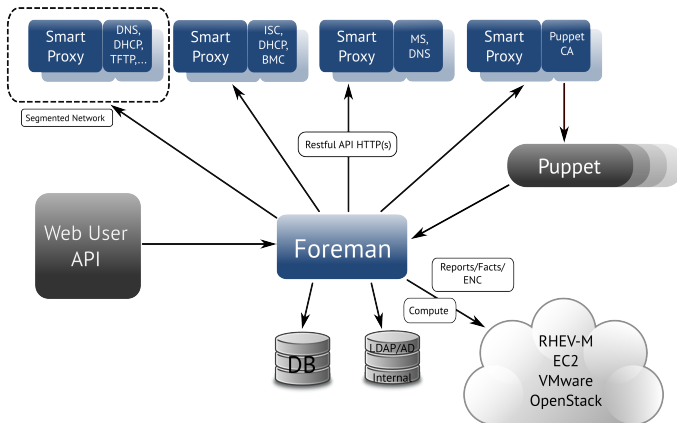 Smart
Proxy
DNS,
DHCP,
TFTP,...
Smart
Proxy
ISC,
DHCP,
BMC
Smart
Proxy
MS,
DNS
Smart
Proxy
Puppet
CA
Segmented Network
Restful API HTTP(s)
Puppet
Web User
API
Foreman
Reports/Facts/
ENC
Compute
DB
LDAP/AD
Internal
RHEV-M
EC2
VMware
OpenStack